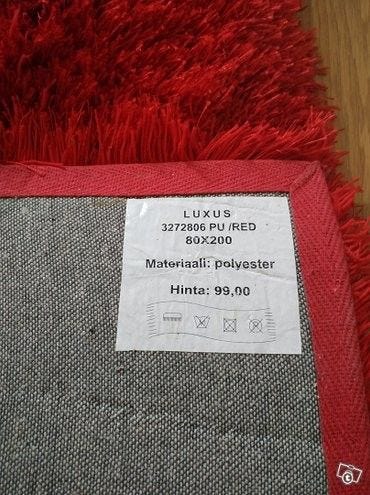 LUXUS
3272806 PU /RED
80X200
Materiaali: polyester
Hinta: 99,00